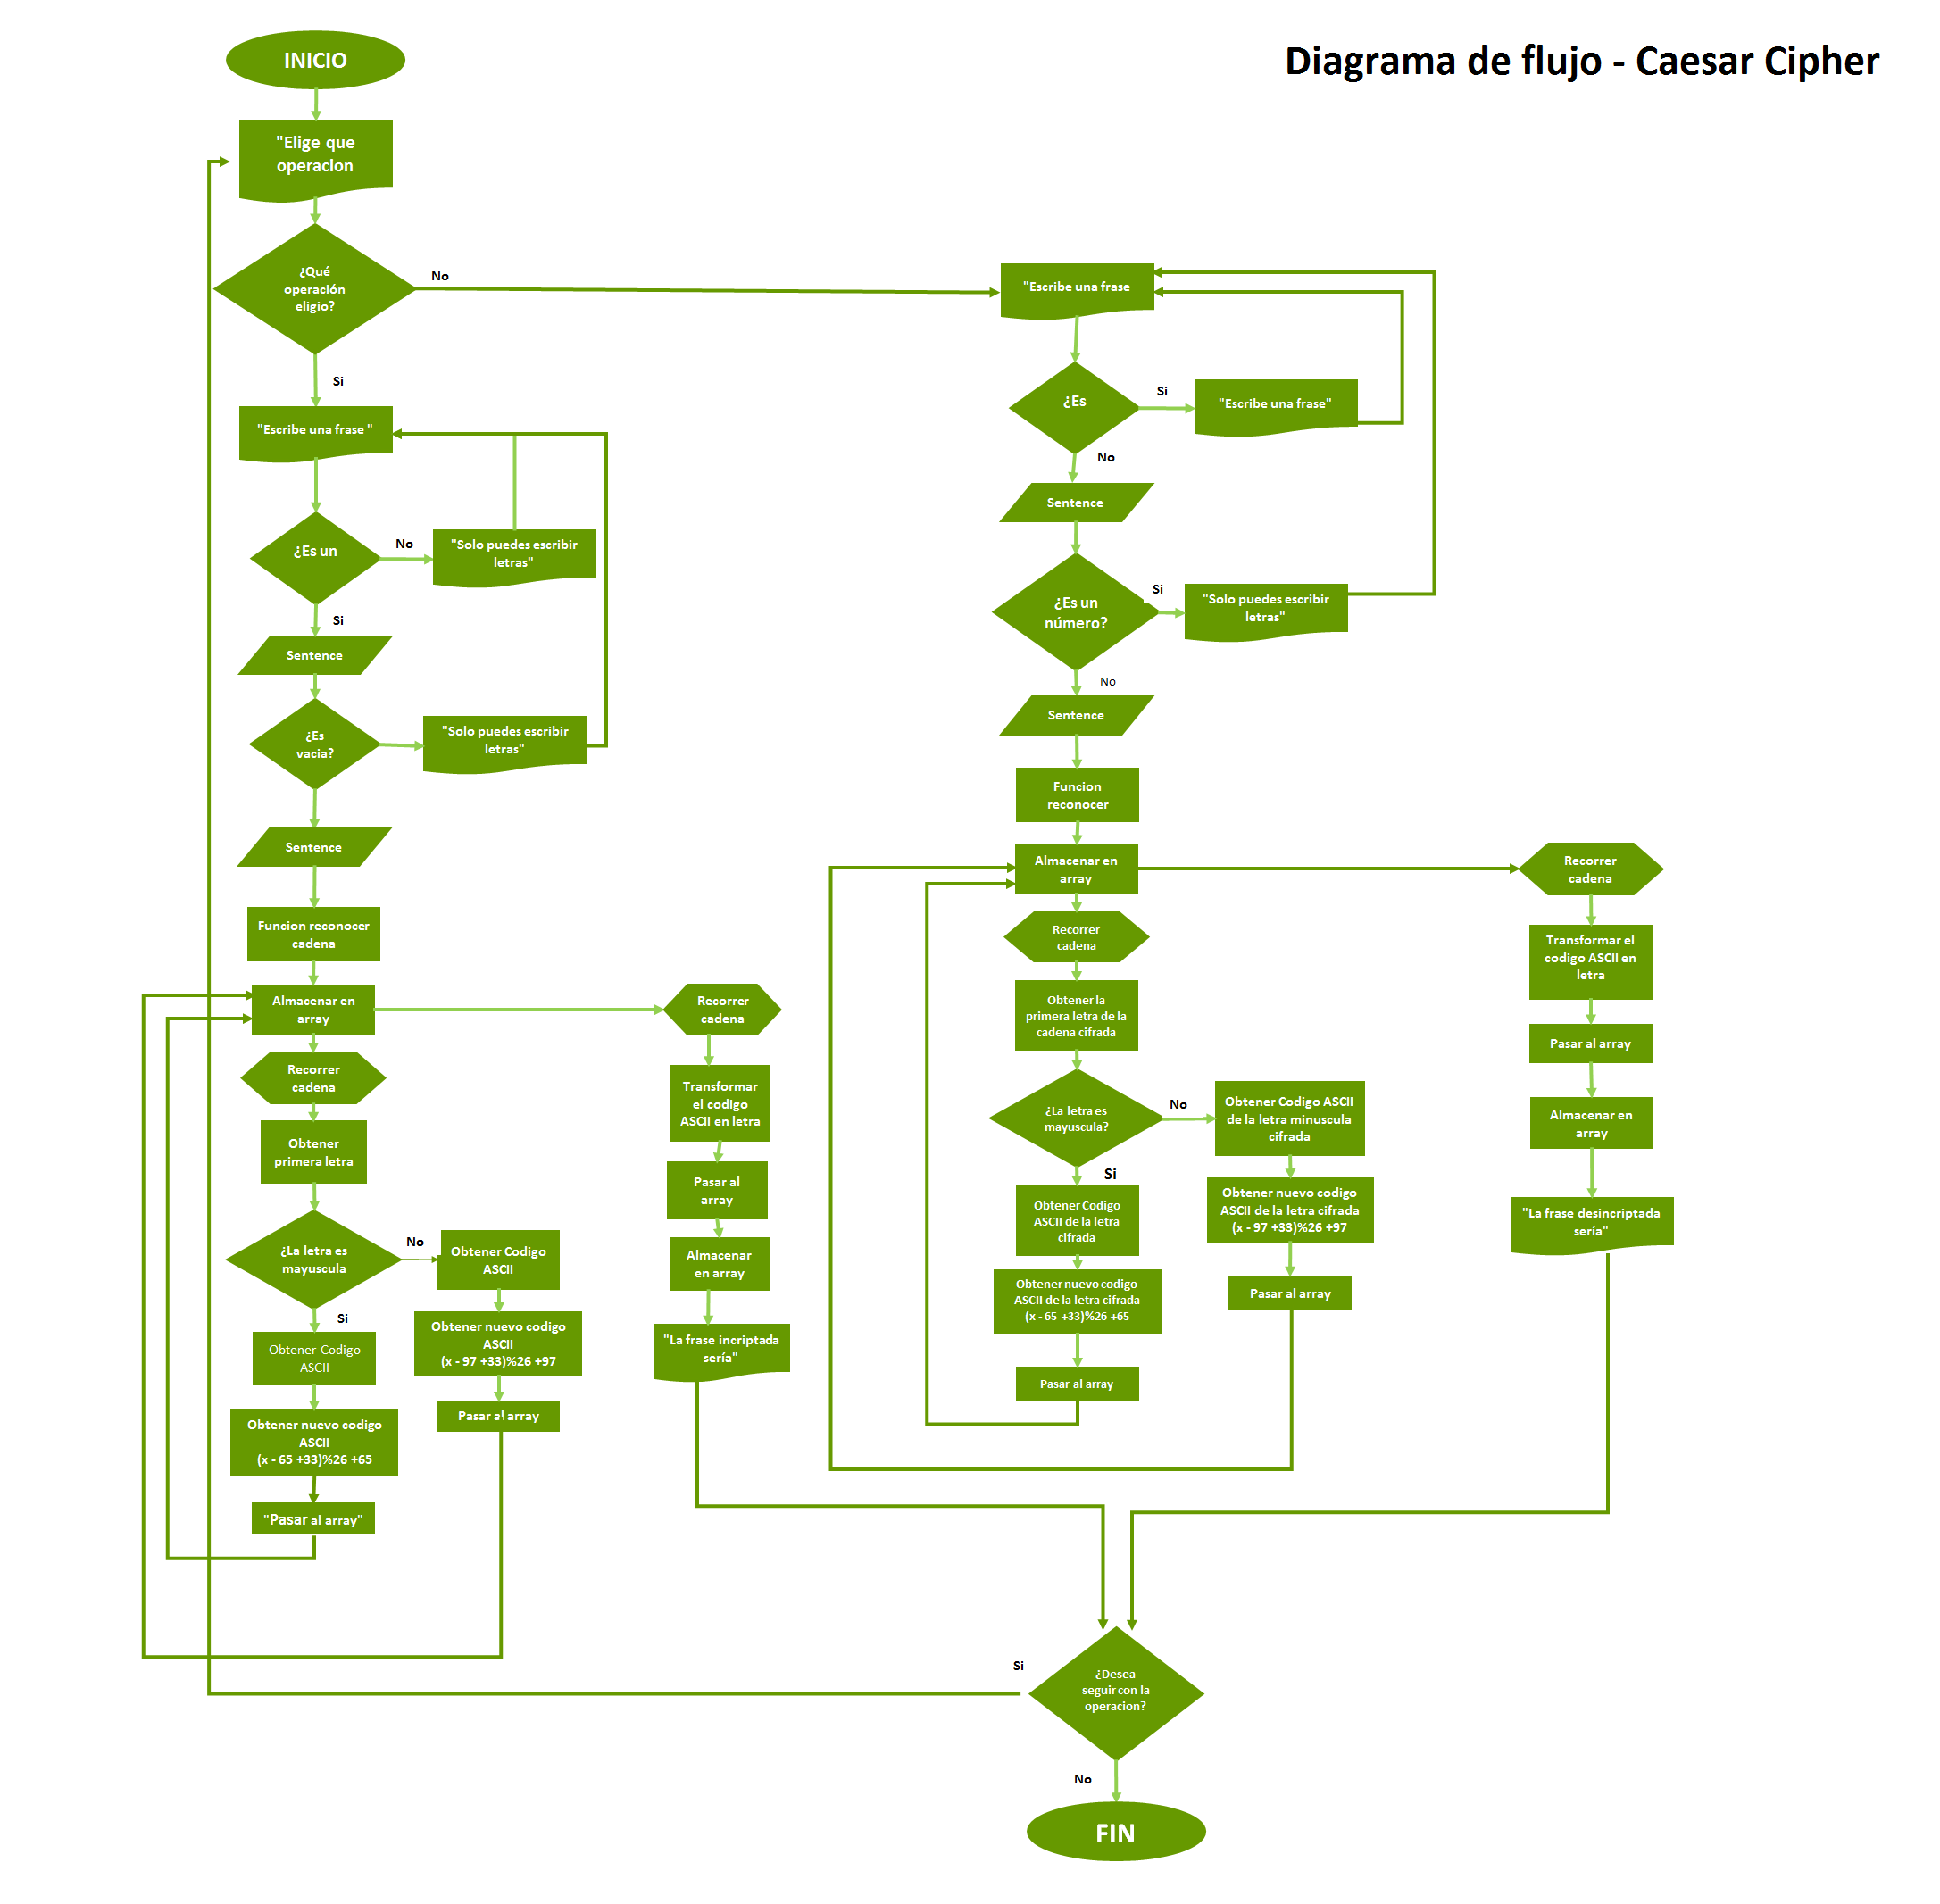 Diagrama de flujo - Caesar Cipher
INICIO
"Elige que
operacion
¿Qué
operación
eligio?
No
Si
"Escribe una frase "
¿Es un
No
"Solo puedes escribir
letras"
Si
Sentence
¿Es
vacia?
"Solo puedes escribir
letras"
Sentence
Funcion reconocer
cadena
Almacenar en
array
Recorrer
cadena
Obtener
primera letra
¿La letra es
mayuscula
No
Obtener Codigo
ASCII
Obtener nuevo codigo
ASCII
(x - 97 +33)%26 +97
Pasar al array
Si
Obtener Codigo
ASCII
Obtener nuevo codigo
ASCII
(x - 65 +33)%26 +65
"Pasar al array"
Recorrer
cadena
Transformar
el codigo
ASCII en letra
Pasar al
array
Almacenar
en array
"La frase incriptada
sería"
"Escribe una frase
¿Es
Si
"Escribe una frase"
No
Sentence
¿Es un
número?
Si
"Solo puedes escribir
letras"
No
Sentence
Funcion
reconocer
Almacenar en
array
Recorrer
cadena
Obtener la
primera letra de la
cadena cifrada
¿La letra es
mayuscula?
No
Obtener Codigo ASCII
de la letra minuscula
cifrada
Obtener nuevo codigo
ASCII de la letra cifrada
(x - 97 +33)%26 +97
Pasar al array
Si
Obtener Codigo
ASCII de la letra
cifrada
Obtener nuevo codigo
ASCII de la letra cifrada
(x - 65 +33)%26 +65
Pasar al array
Recorrer
cadena
Transformar el
codigo ASCII en
letra
Pasar al array
Almacenar en
array
"La frase desincriptada
sería"
¿Desea
seguir con la
operacion?
Si
No
FIN